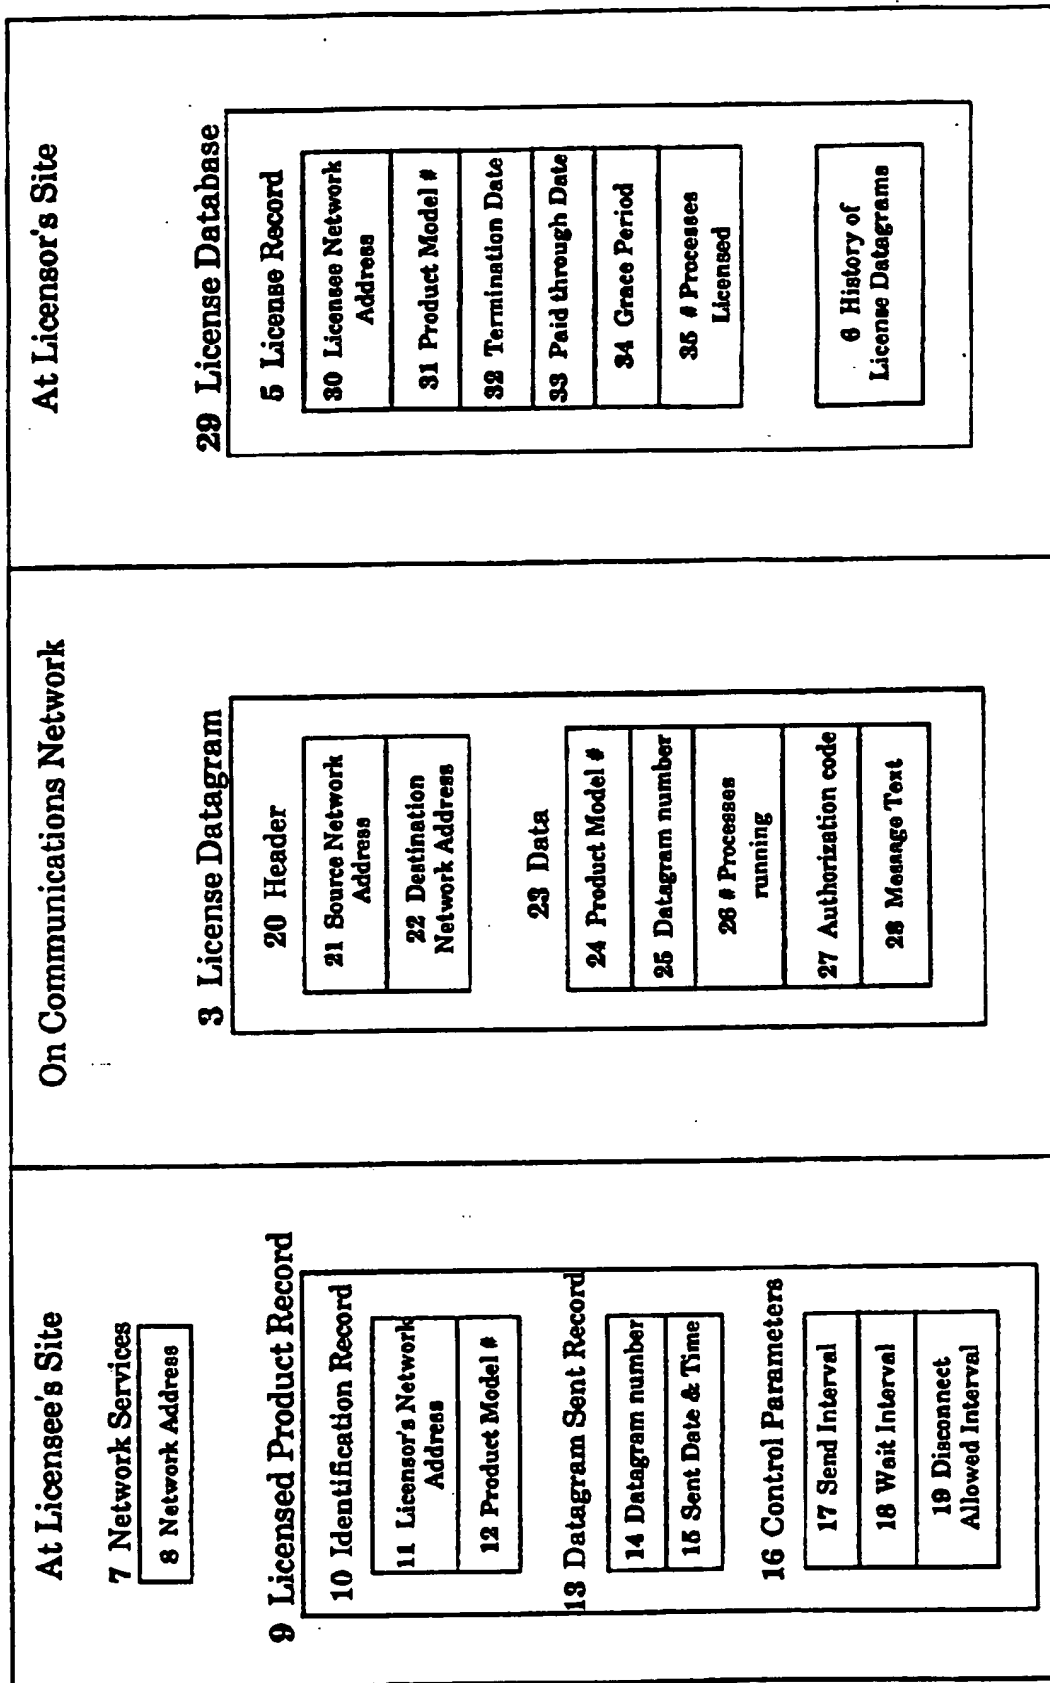 At Licensee's Site
7 Network Services
8 Network Address
9 Licensed Product Record
10 Identification Record
11 Licensor's Network
Address
12 Product Model #
13 Datagram Sent Record
14 Datagram number
15 Sent Date & Time
16 Control Parameters
17 Send Interval
18 Wait Interval
19 Disconnect
Allowed Interval
On Communications Network
3 License Datagram
20 Header
21 Source Network
Address
22 Destination
Network Address
23 Data
24 Product Model #
25 Datagram number
26 # Processes
running
27 Authorization code
28 Message Text
At Licensor's Site
29 License Database
5 License Record
30 Licensee Network
Address
31 Product Model #
32 Termination Date
33 Paid through Date
34 Grace Period
35 # Processes
Licensed
6 History of
License Datagrams